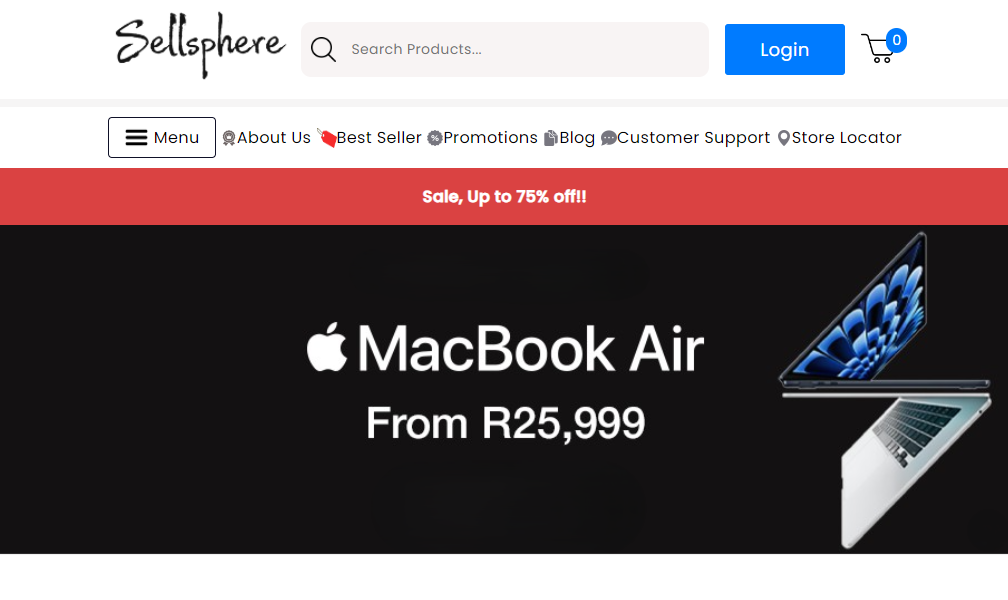 Sellsphere
Search Products...
Login
0
Menu
About Us
Best Seller
Promotions
Blog
Customer Support
Store Locator
Sale, Up to 75% off!!
MacBook Air
From R25,999